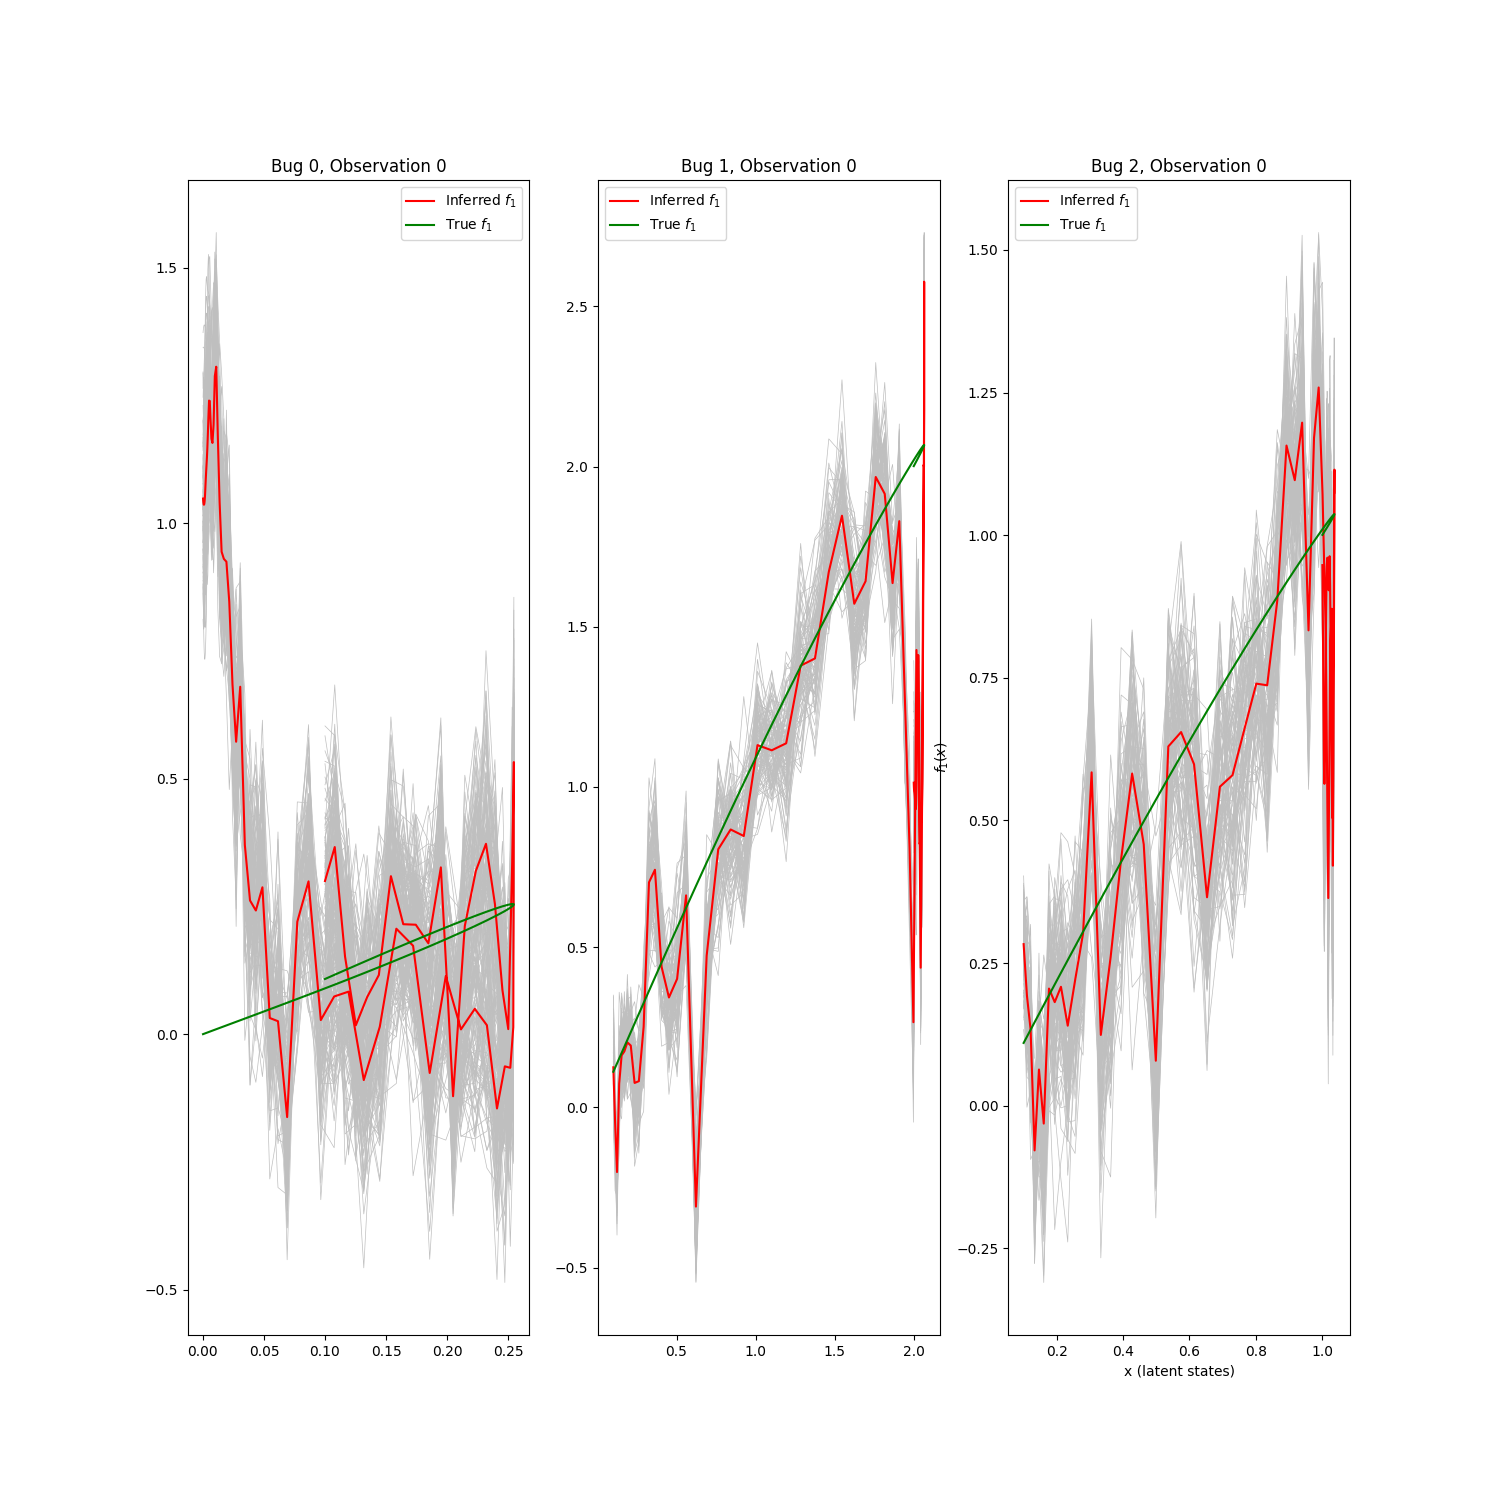 Bug 0, Observation 0
Inferred f₁
True f₁
1.5
1.0
0.5
0.0
−0.5
0.00 0.05 0.10 0.15 0.20 0.25
Bug 1, Observation 0
Inferred f₁
True f₁
2.5
2.0
1.5
1.0
0.5
0.0
−0.5
0.5 1.0 1.5 2.0
Bug 2, Observation 0
Inferred f₁
True f₁
f₁(x)
1.50
1.25
1.00
0.75
0.50
0.25
0.00
−0.25
0.2 0.4 0.6 0.8 1.0
x (latent states)